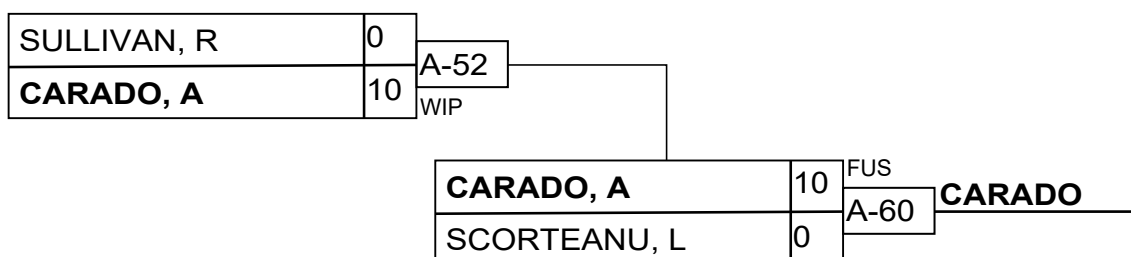 SULLIVAN, R 0
A-52
CARADO, A 10
WIP
CARADO, A 10 FUS
A-60 CARADO
SCORTEANU, L 0